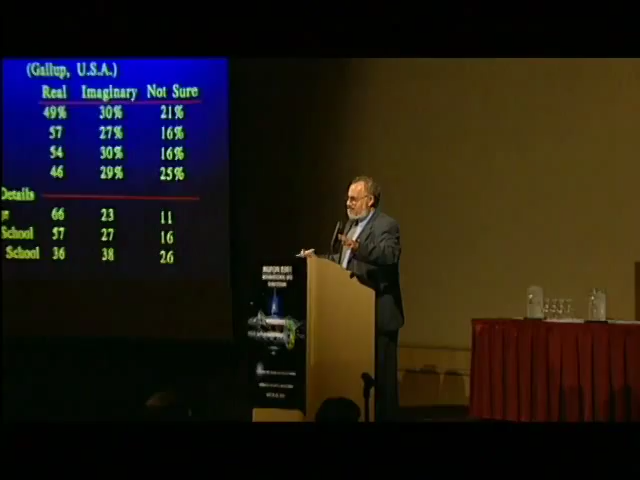 (Gallup, U.S.A.)
Real Imaginary Not Sure
49% 30% 21%
57 27% 16%
54 30% 16%
46 29% 25%
Details
66 23 11
School 57 27 16
School 36 38 26